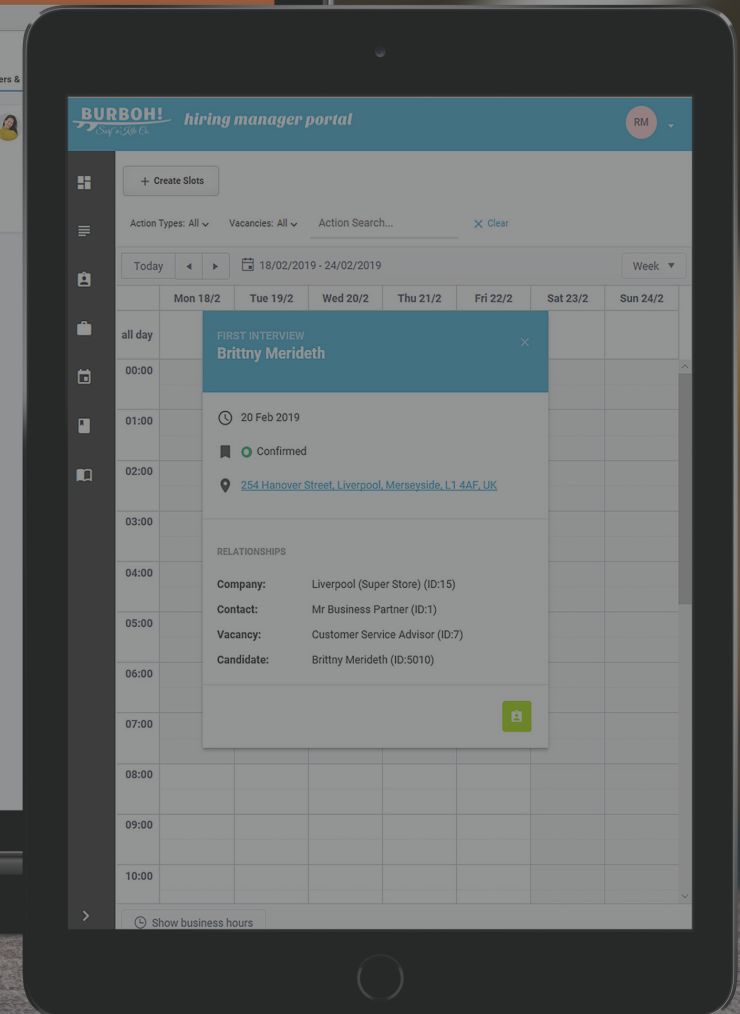 ers &
BURBOH!
Surf n Kite Co.
hiring manager portal
RM
+ Create Slots
Action Types: All
Vacancies: All
Action Search...
Clear
Today
18/02/2019 - 24/02/2019
Week
Mon 18/2 Tue 19/2 Wed 20/2 Thu 21/2 Fri 22/2 Sat 23/2 Sun 24/2
all day
FIRST INTERVIEW
Brittny Merideth
00:00
20 Feb 2019
01:00
Confirmed
02:00
254 Hanover Street, Liverpool, Merseyside, L1 4AF, UK
03:00
RELATIONSHIPS
04:00
Company: Liverpool (Super Store) (ID:15)
Contact: Mr Business Partner (ID:1)
05:00
Vacancy: Customer Service Advisor (ID:7)
Candidate: Brittny Merideth (ID:5010)
06:00
07:00
08:00
09:00
10:00
Show business hours